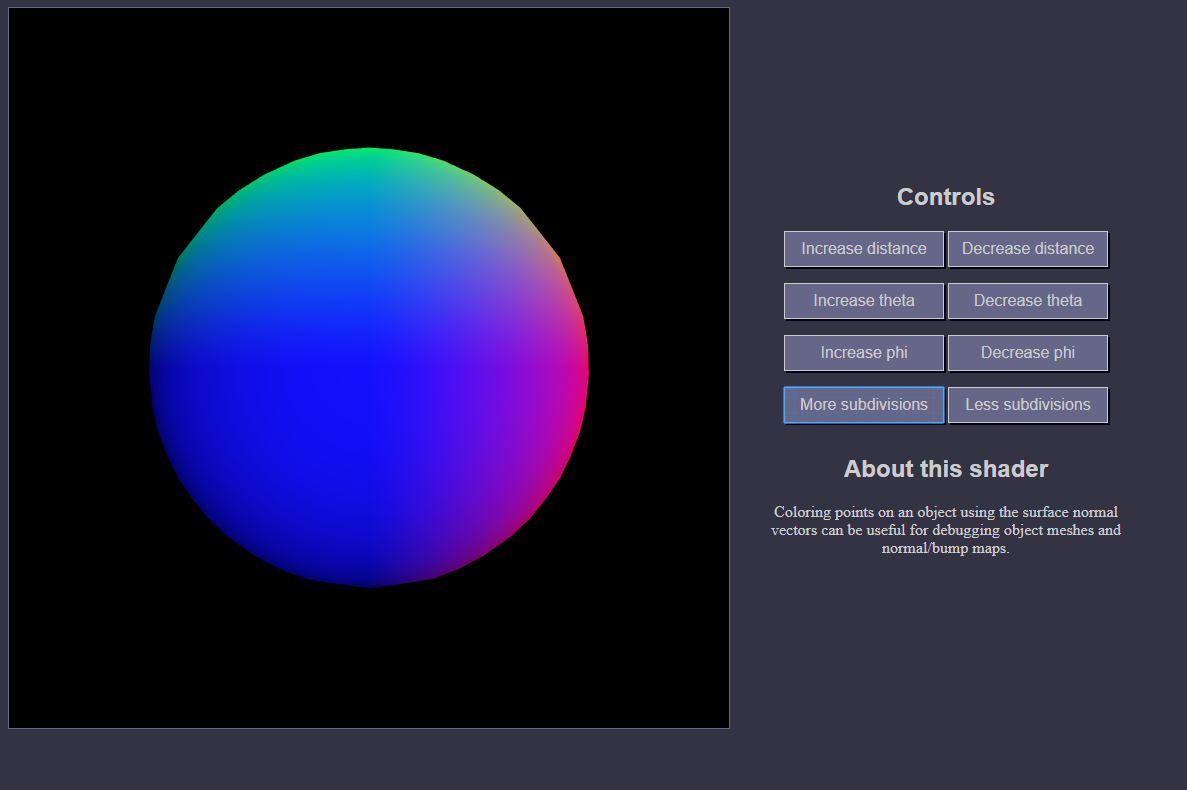 Controls
Increase distance Decrease distance
Increase theta Decrease theta
Increase phi Decrease phi
More subdivisions Less subdivisions
About this shader
Coloring points on an object using the surface normal
vectors can be useful for debugging object meshes and
normal/bump maps.